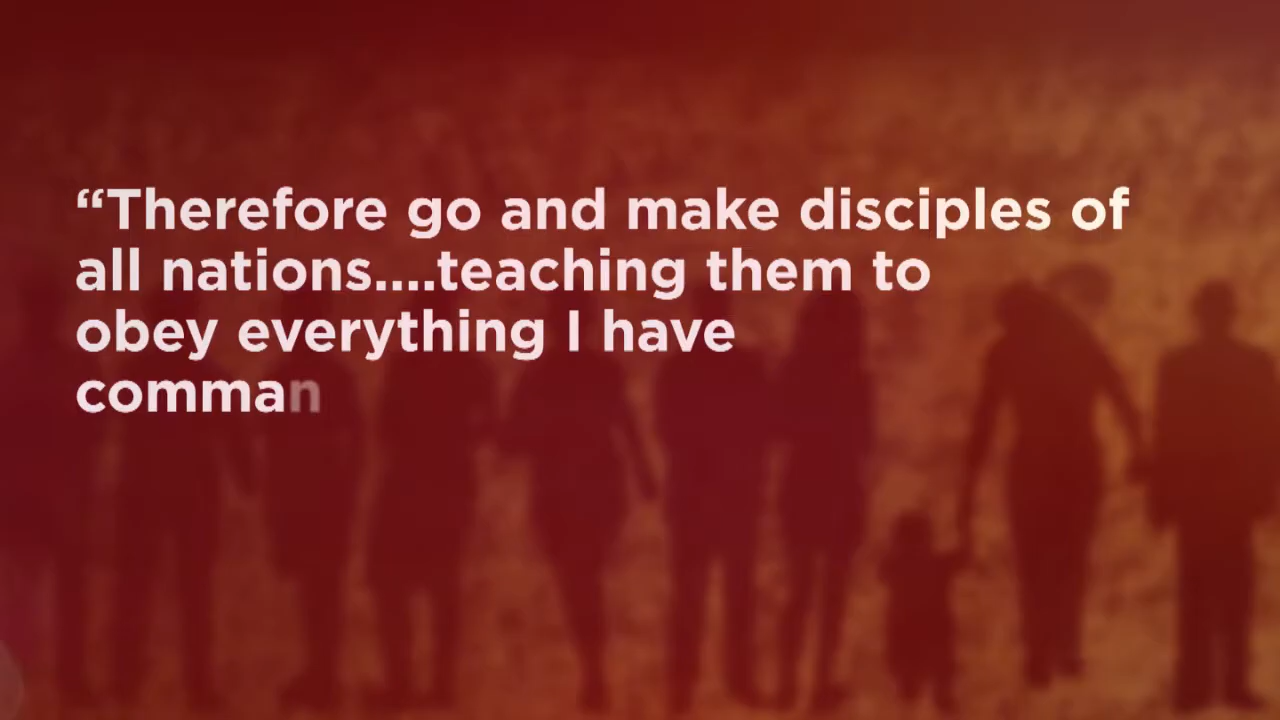 “Therefore go and make disciples of
all nations....teaching them to
obey everything I have
comman